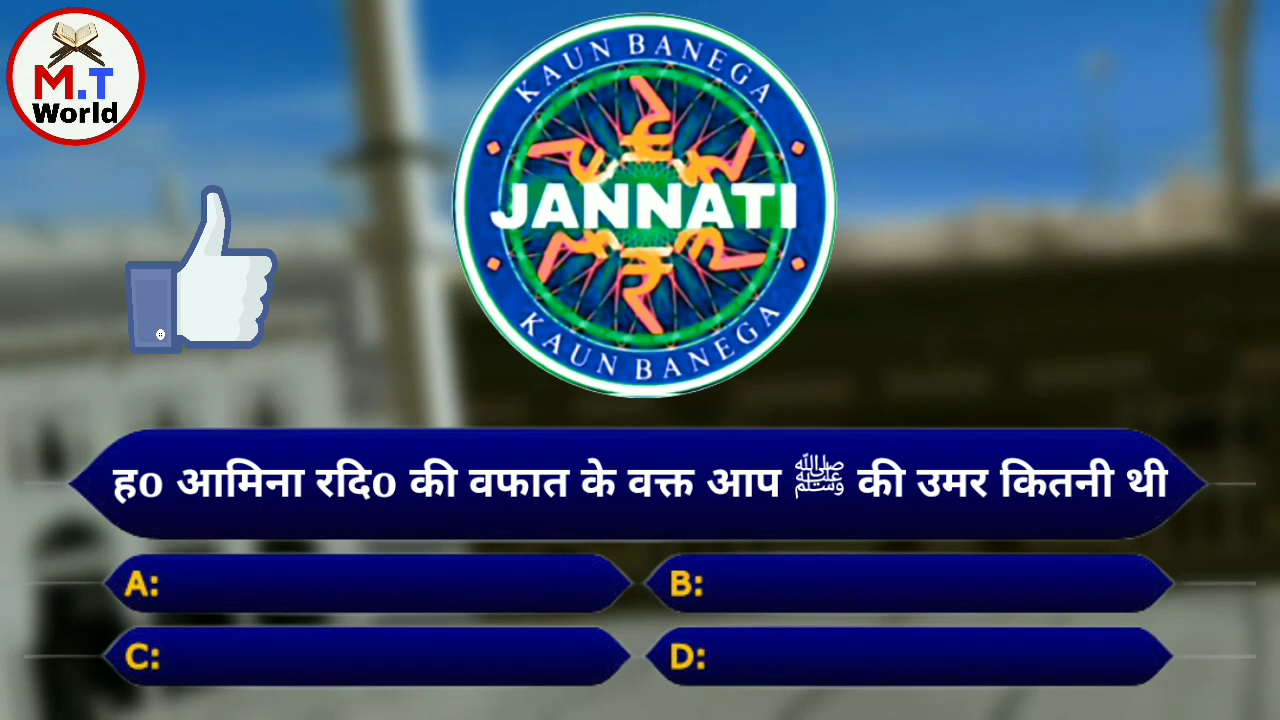 M.T
World
KAUN BANEGA
JANNATI
KAUN BANEGA
ह० आमिना रदि० की वफात के वक्त आप ﷺ की उमर कितनी थी
A:
B:
C:
D: